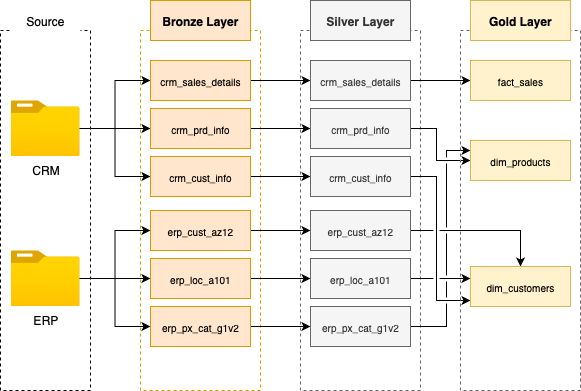 Source
Bronze Layer
Silver Layer
Gold Layer
crm_sales_details
crm_sales_details
fact_sales
crm_prd_info
crm_prd_info
dim_products
CRM
crm_cust_info
crm_cust_info
erp_cust_az12
erp_cust_az12
erp_loc_a101
erp_loc_a101
dim_customers
ERP
erp_px_cat_g1v2
erp_px_cat_g1v2